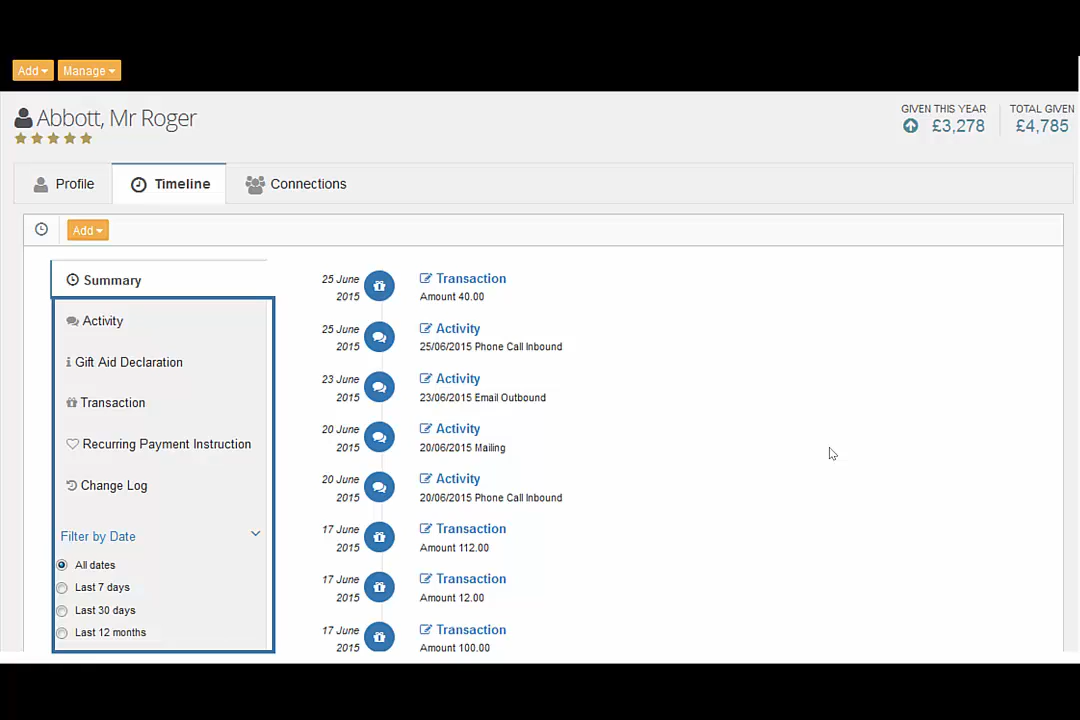 Add
Manage
Abbott, Mr Roger
GIVEN THIS YEAR
£3,278
TOTAL GIVEN
£4,785
Profile
Timeline
Connections
Add
Summary
Activity
Gift Aid Declaration
Transaction
Recurring Payment Instruction
Change Log
Filter by Date
All dates
Last 7 days
Last 30 days
Last 12 months
25 June
2015
Transaction
Amount 40.00
25 June
2015
Activity
25/06/2015 Phone Call Inbound
23 June
2015
Activity
23/06/2015 Email Outbound
20 June
2015
Activity
20/06/2015 Mailing
20 June
2015
Activity
20/06/2015 Phone Call Inbound
17 June
2015
Transaction
Amount 112.00
17 June
2015
Transaction
Amount 12.00
17 June
2015
Transaction
Amount 100.00